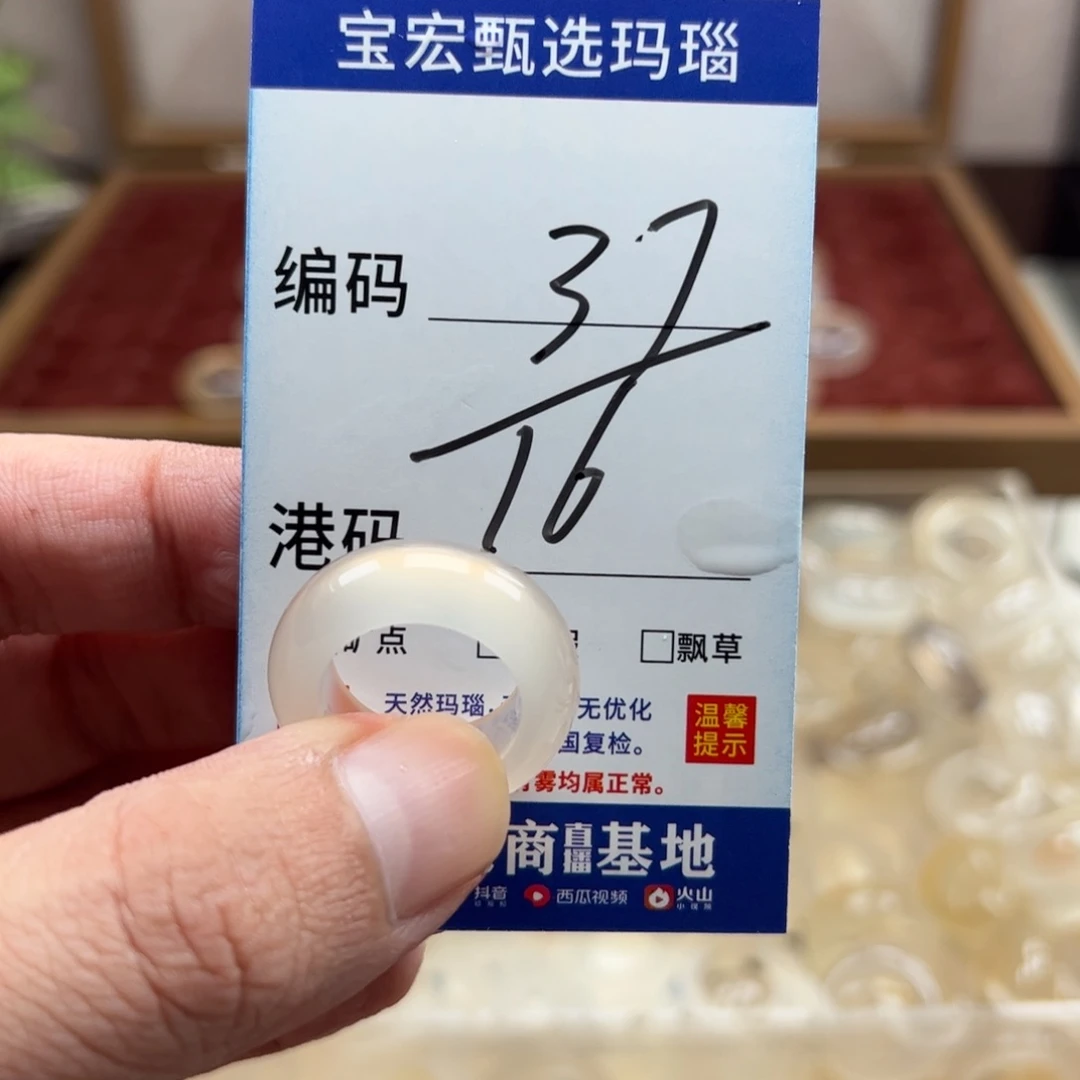 宝宏甄选玛瑙
编码 37
16
港码
点 飘草
天然玛瑙, 无优化
国复检。
温馨
提示
雾均属正常。
商直播基地
抖音 西瓜视频 火山